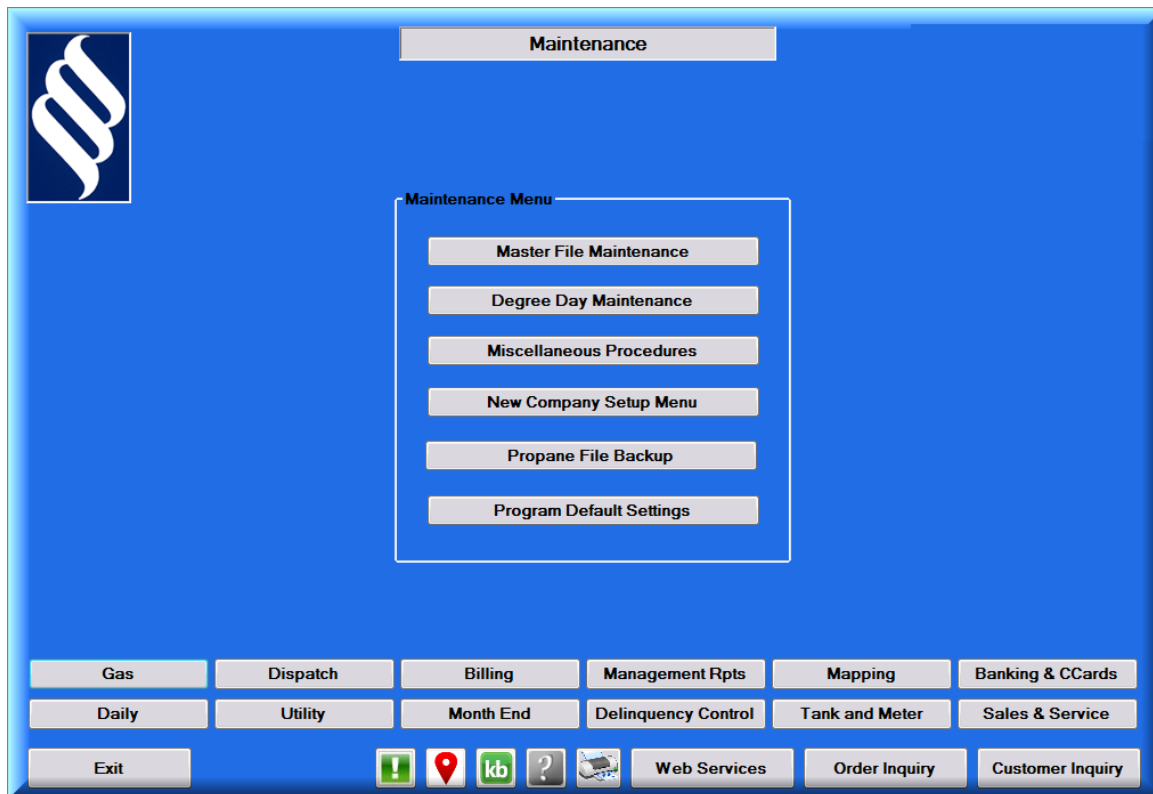 Maintenance
Maintenance Menu
Master File Maintenance
Degree Day Maintenance
Miscellaneous Procedures
New Company Setup Menu
Propane File Backup
Program Default Settings
Gas Dispatch Billing Management Rpts Mapping Banking & CCards
Daily Utility Month End Delinquency Control Tank and Meter Sales & Service
Exit ! kb ? Web Services Order Inquiry Customer Inquiry